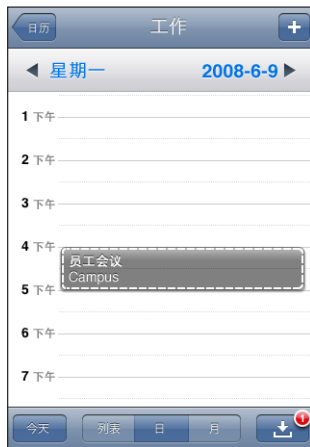 日历 工作 +
星期一 2008-6-9
1 下午
2 下午
3 下午
4 下午
员工会议
Campus
5 下午
6 下午
7 下午
今天 列表 日 月 1